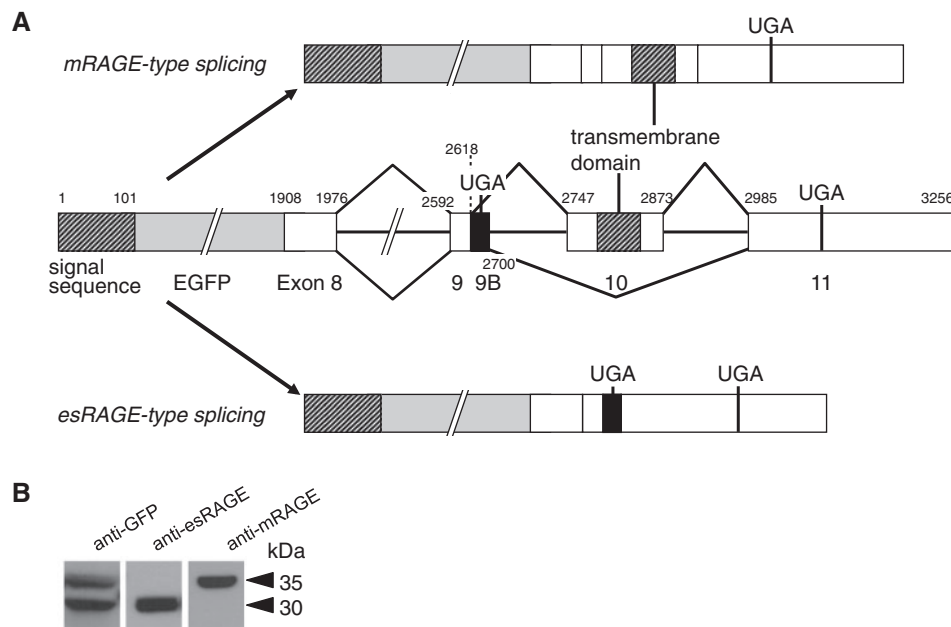 A
mRAGE-type splicing
UGA
transmembrane
domain
2618
UGA
1 101 1908 1976 2592 2747 2873 2985 UGA 3256
2700
signal
sequence
EGFP Exon 8 9 9B 10 11
esRAGE-type splicing
UGA UGA
B
anti-GFP anti-esRAGE anti-mRAGE
kDa
35
30